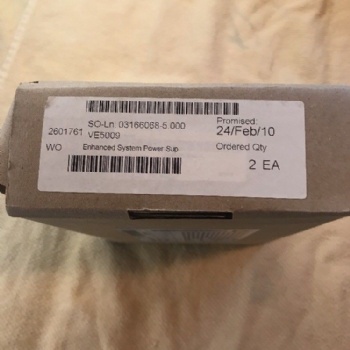 SO-Ln: 03166068-5.000
Promised:
2601761
VE5009
24/Feb/10
WO
Enhanced System Power Sup
Ordered Qty
2 EA